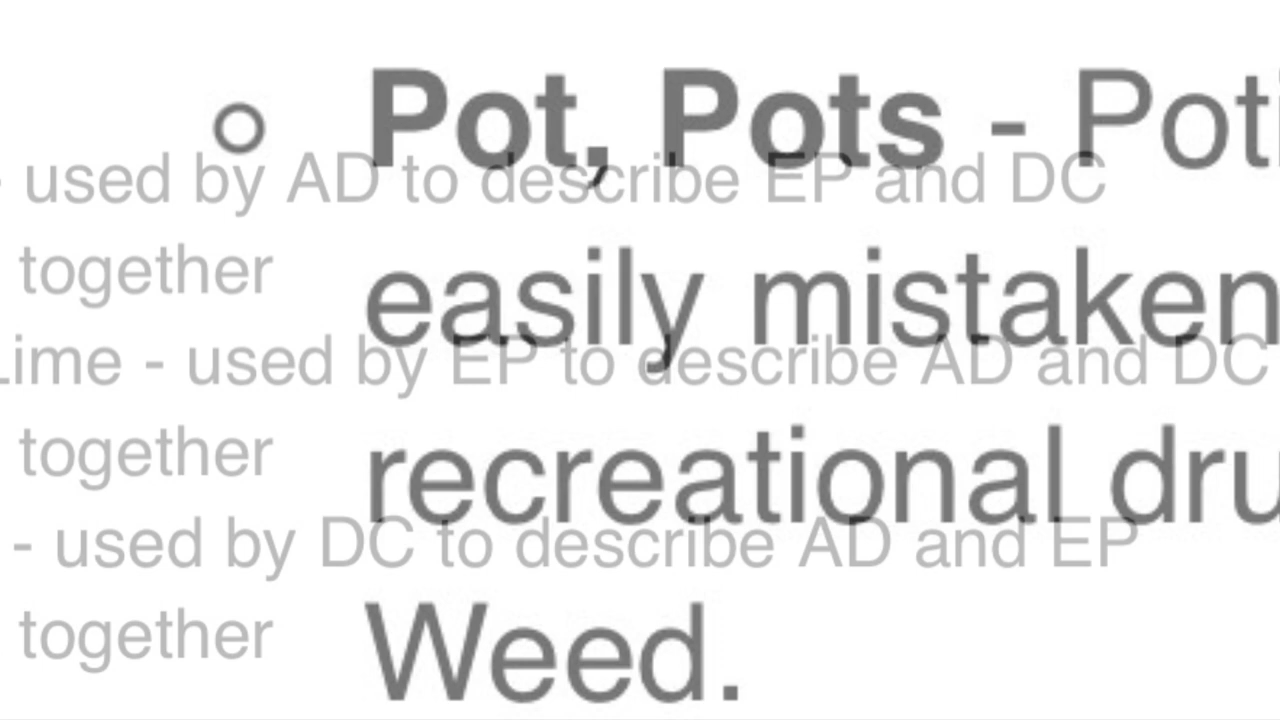 Pot, Pots - Poti
- used by AD to describe EP and DC
together
easily mistaken
Lime - used by EP to describe AD and DC
together
recreational dru
- used by DC to describe AD and EP
together
Weed.